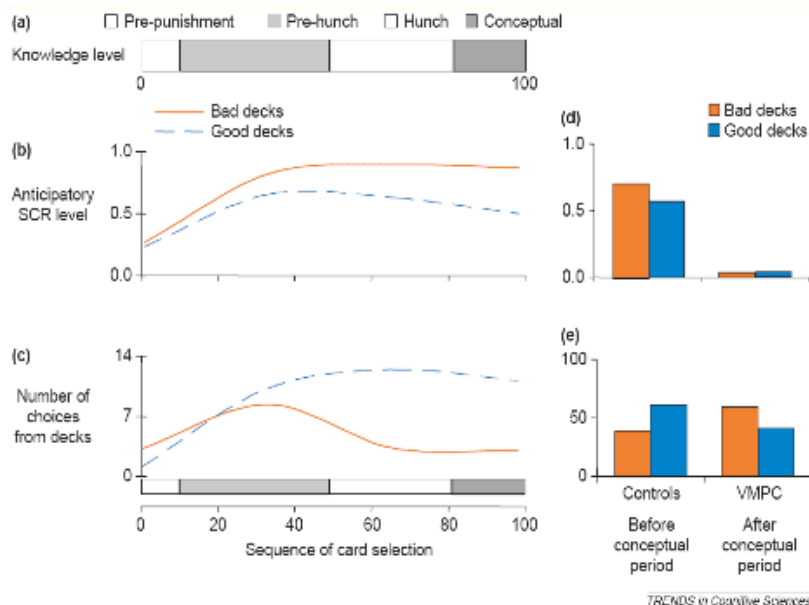 (a)
Pre-punishment Pre-hunch Hunch Conceptual
Knowledge level
0 100
Bad decks
Good decks
(b)
1.0
Anticipatory
SCR level
0.5
0.0
(c)
14
Number of
choices
from decks
7
0
0 20 40 60 80 100
Sequence of card selection
Bad decks
Good decks
(d)
1.0
0.5
0.0
(e)
100
50
0
Controls VMPC
Before
conceptual
period
After
conceptual
period
TRENDS in Cognitive Sciences